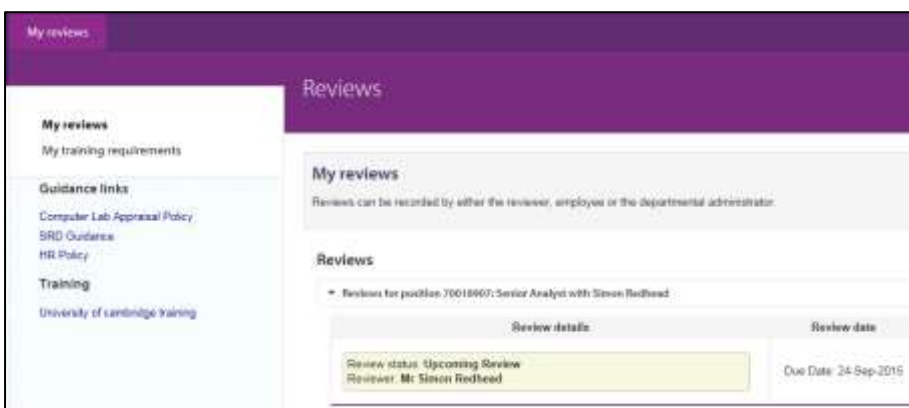 My reviews
Reviews
My reviews
My training requirements
Guidance links
Computer Lab Appraisal Policy
SRD Guidance
HR Policy
Training
University of cambridge training
My reviews
Reviews can be recorded by either the reviewer, employee or the departmental administrator.
Reviews
Reviews for position 70018907: Senior Analyst with Simon Redhead
Review details
Review date
Review status: Upcoming Review
Reviewer: Mr Simon Redhead
Due Date: 24-Sep-2015